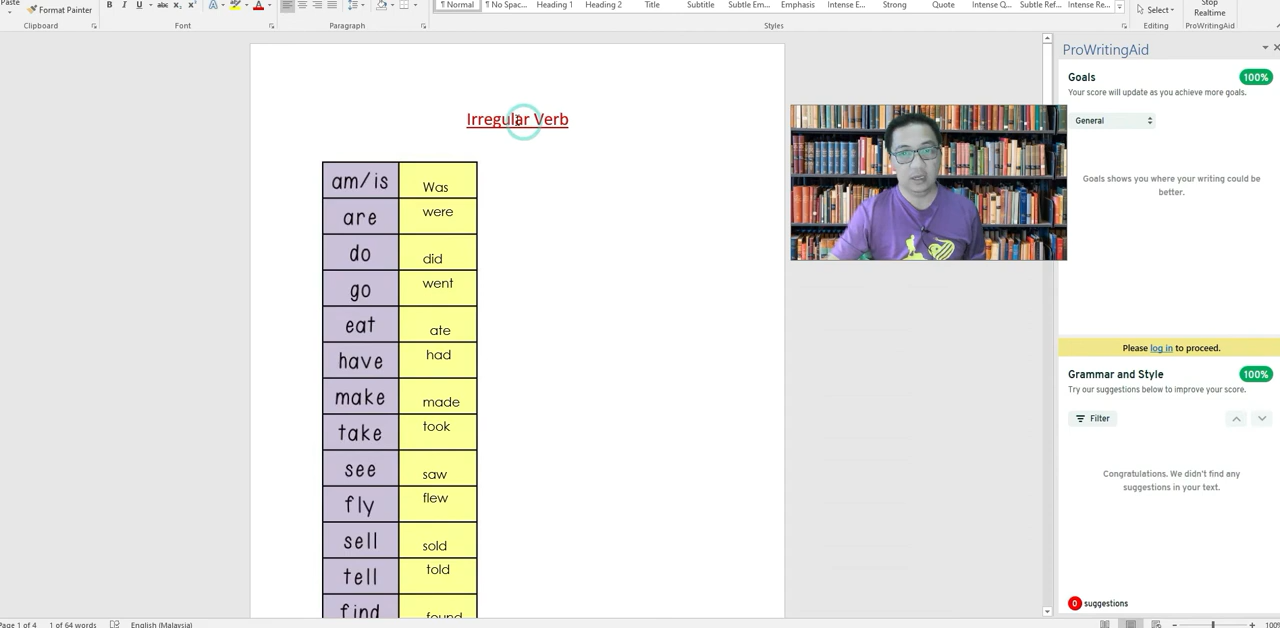 Paste
Format Painter
B I U abc X₁ X¹
A aby A
¶ Normal ¶ No Spac... Heading 1 Heading 2 Title Subtitle Subtle Em... Emphasis Intense E... Strong Quote Intense Q... Subtle Ref... Intense Re...
Select
Stop
Realtime
Clipboard Font Paragraph Styles Editing ProWritingAid
Irregular Verb
am/is Was
are were
do did
go went
eat ate
have had
make made
take took
see saw
fly flew
sell sold
tell told
find found
ProWritingAid
Goals 100%
Your score will update as you achieve more goals.
General
Goals shows you where your writing could be
better.
Please log in to proceed.
Grammar and Style 100%
Try our suggestions below to improve your score.
Filter
Congratulations. We didn't find any
suggestions in your text.
0 suggestions
Page 1 of 4 1 of 64 words English (Malaysia)